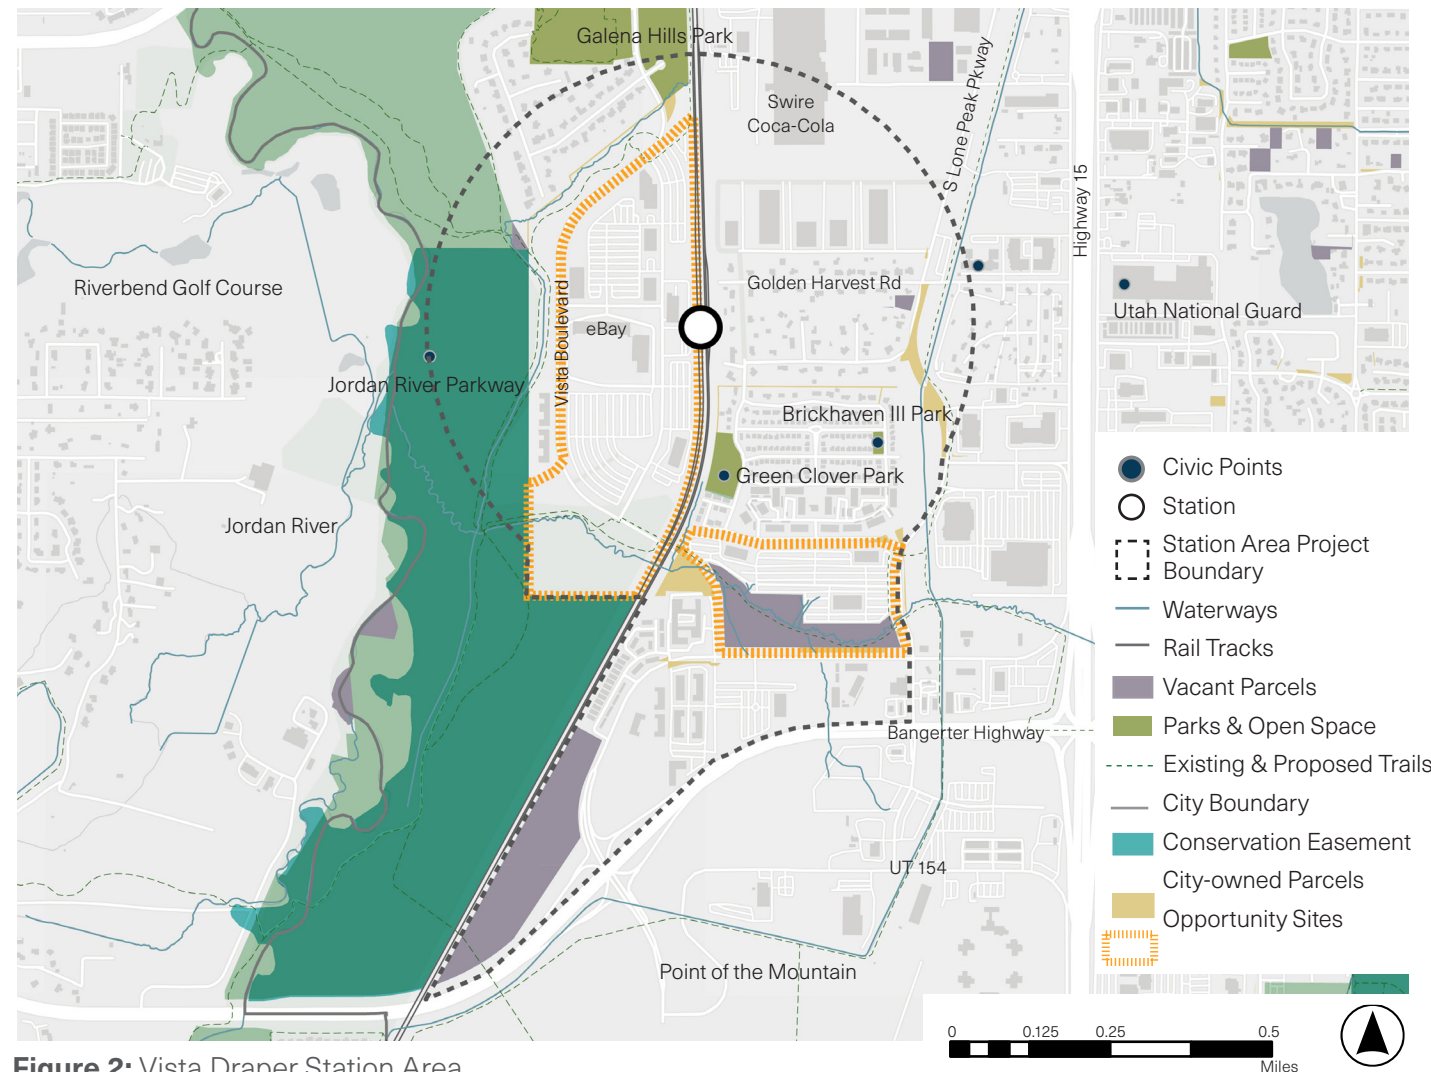 Galena Hills Park
Swire
Coca-Cola
S Lone Peak Pkway
Highway 15
Riverbend Golf Course
Golden Harvest Rd
Utah National Guard
Vista Boulevard
eBay
Jordan River Parkway
Brickhaven III Park
Green Clover Park
Jordan River
Bangerter Highway
UT 154
Point of the Mountain
Civic Points
Station
Station Area Project
Boundary
Waterways
Rail Tracks
Vacant Parcels
Parks & Open Space
Existing & Proposed Trails
City Boundary
Conservation Easement
City-owned Parcels
Opportunity Sites
0 0.125 0.25 0.5
Miles
Figure 2: Vista Draper Station Area